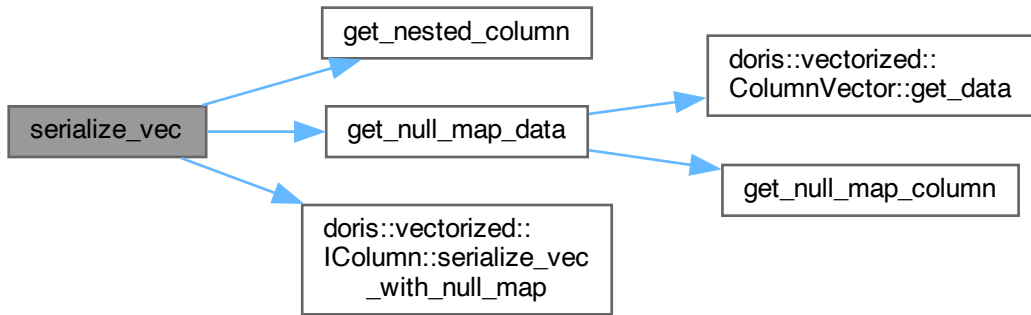 serialize_vec
get_nested_column
get_null_map_data
doris::vectorized::
IColumn::serialize_vec
_with_null_map
doris::vectorized::
ColumnVector::get_data
get_null_map_column